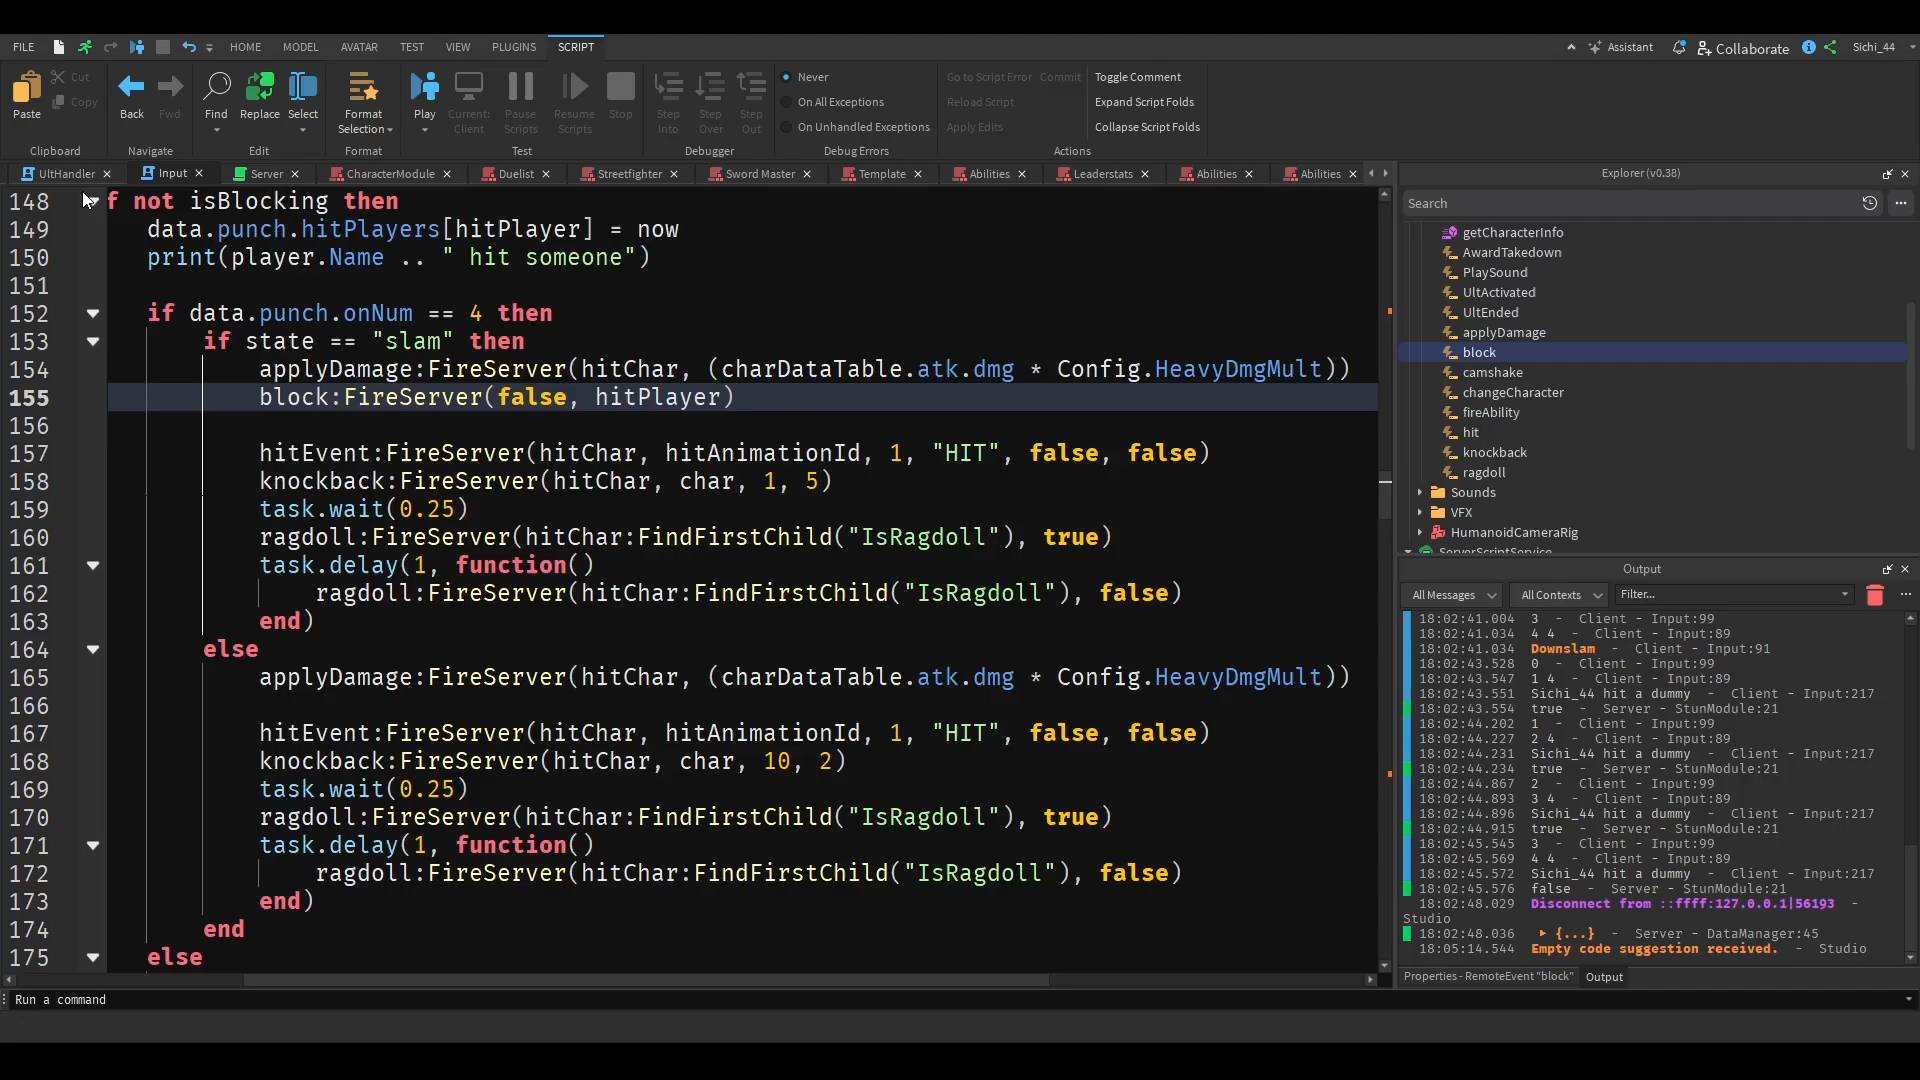 FILE HOME MODEL AVATAR TEST VIEW PLUGINS SCRIPT Assistant Collaborate Sichi_44
Paste Cut Copy Back Fwd Find Replace Select Format Selection Play Current: Client Pause Scripts Resume Scripts Stop Step Into Step Over Step Out
Never
On All Exceptions
On Unhandled Exceptions
Go to Script Error Commit
Reload Script
Apply Edits
Toggle Comment
Expand Script Folds
Collapse Script Folds
Clipboard Navigate Edit Format Test Debugger Debug Errors Actions
UltHandler Input Server CharacterModule Duelist Streetfighter Sword Master Template Abilities Leaderstats Abilities Abilities
148 f not isBlocking then
149 data.punch.hitPlayers[hitPlayer] = now
150 print(player.Name .. " hit someone")
151
152 if data.punch.onNum == 4 then
153 if state == "slam" then
154 applyDamage:FireServer(hitChar, (charDataTable.atk.dmg * Config.HeavyDmgMult))
155 block:FireServer(false, hitPlayer)
156
157 hitEvent:FireServer(hitChar, hitAnimationId, 1, "HIT", false, false)
158 knockback:FireServer(hitChar, char, 1, 5)
159 task.wait(0.25)
160 ragdoll:FireServer(hitChar:FindFirstChild("IsRagdoll"), true)
161 task.delay(1, function()
162 ragdoll:FireServer(hitChar:FindFirstChild("IsRagdoll"), false)
163 end)
164 else
165 applyDamage:FireServer(hitChar, (charDataTable.atk.dmg * Config.HeavyDmgMult))
166
167 hitEvent:FireServer(hitChar, hitAnimationId, 1, "HIT", false, false)
168 knockback:FireServer(hitChar, char, 10, 2)
169 task.wait(0.25)
170 ragdoll:FireServer(hitChar:FindFirstChild("IsRagdoll"), true)
171 task.delay(1, function()
172 ragdoll:FireServer(hitChar:FindFirstChild("IsRagdoll"), false)
173 end)
174 end
175 else
Run a command
Explorer (v0.38)
Search
getCharacterInfo
AwardTakedown
PlaySound
UltActivated
UltEnded
applyDamage
block
camshake
changeCharacter
fireAbility
hit
knockback
ragdoll
Sounds
VFX
HumanoidCameraRig
ServerScriptService
Output
All Messages All Contexts Filter...
18:02:41.004 3 - Client - Input:99
18:02:41.034 4 4 - Client - Input:89
18:02:41.034 Downslam - Client - Input:91
18:02:43.528 0 - Client - Input:99
18:02:43.547 1 4 - Client - Input:89
18:02:43.551 Sichi_44 hit a dummy - Client - Input:217
18:02:43.554 true - Server - StunModule:21
18:02:44.202 1 - Client - Input:99
18:02:44.227 2 4 - Client - Input:89
18:02:44.231 Sichi_44 hit a dummy - Client - Input:217
18:02:44.234 true - Server - StunModule:21
18:02:44.867 2 - Client - Input:99
18:02:44.893 3 4 - Client - Input:89
18:02:44.896 Sichi_44 hit a dummy - Client - Input:217
18:02:44.915 true - Server - StunModule:21
18:02:45.545 3 - Client - Input:99
18:02:45.569 4 4 - Client - Input:89
18:02:45.572 Sichi_44 hit a dummy - Client - Input:217
18:02:45.576 false - Server - StunModule:21
18:02:48.029 Disconnect from ::ffff:127.0.0.1|56193 -
Studio
18:02:48.036 {...} - Server - DataManager:45
18:05:14.544 Empty code suggestion received. - Studio
Properties - RemoteEvent "block" Output